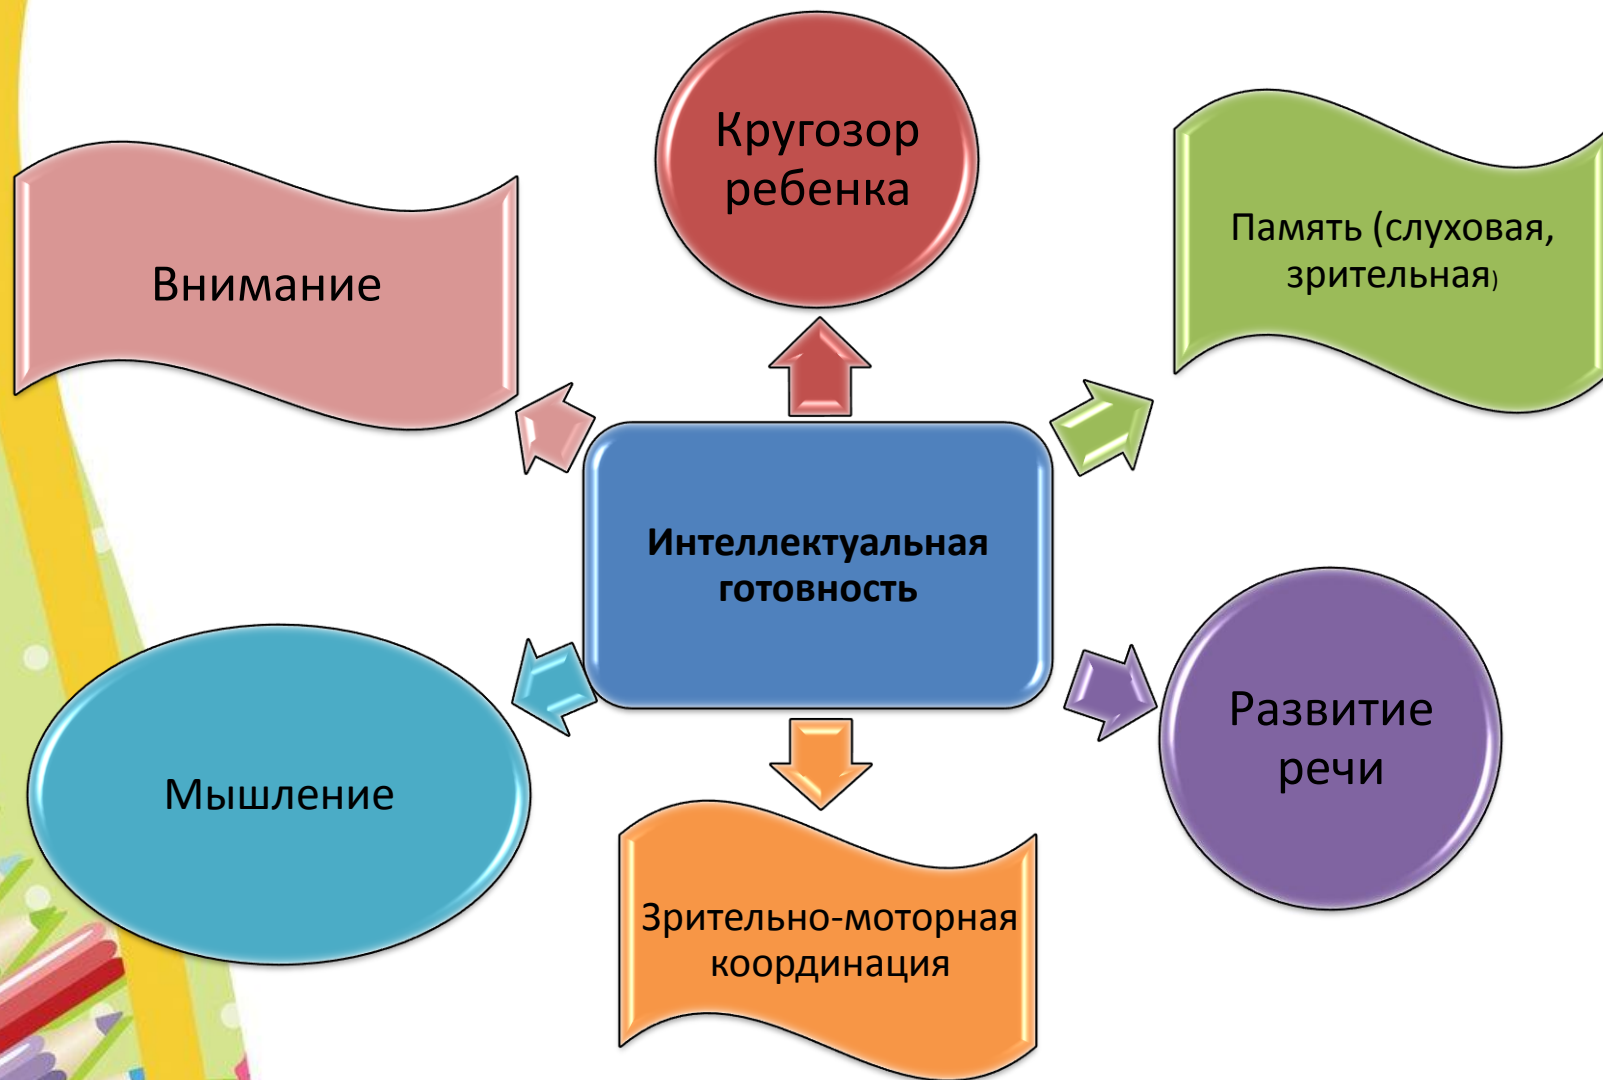 Кругозор
ребенка
Внимание
Память (слуховая,
зрительная)
Интеллектуальная
готовность
Мышление
Развитие
речи
Зрительно-моторная
координация